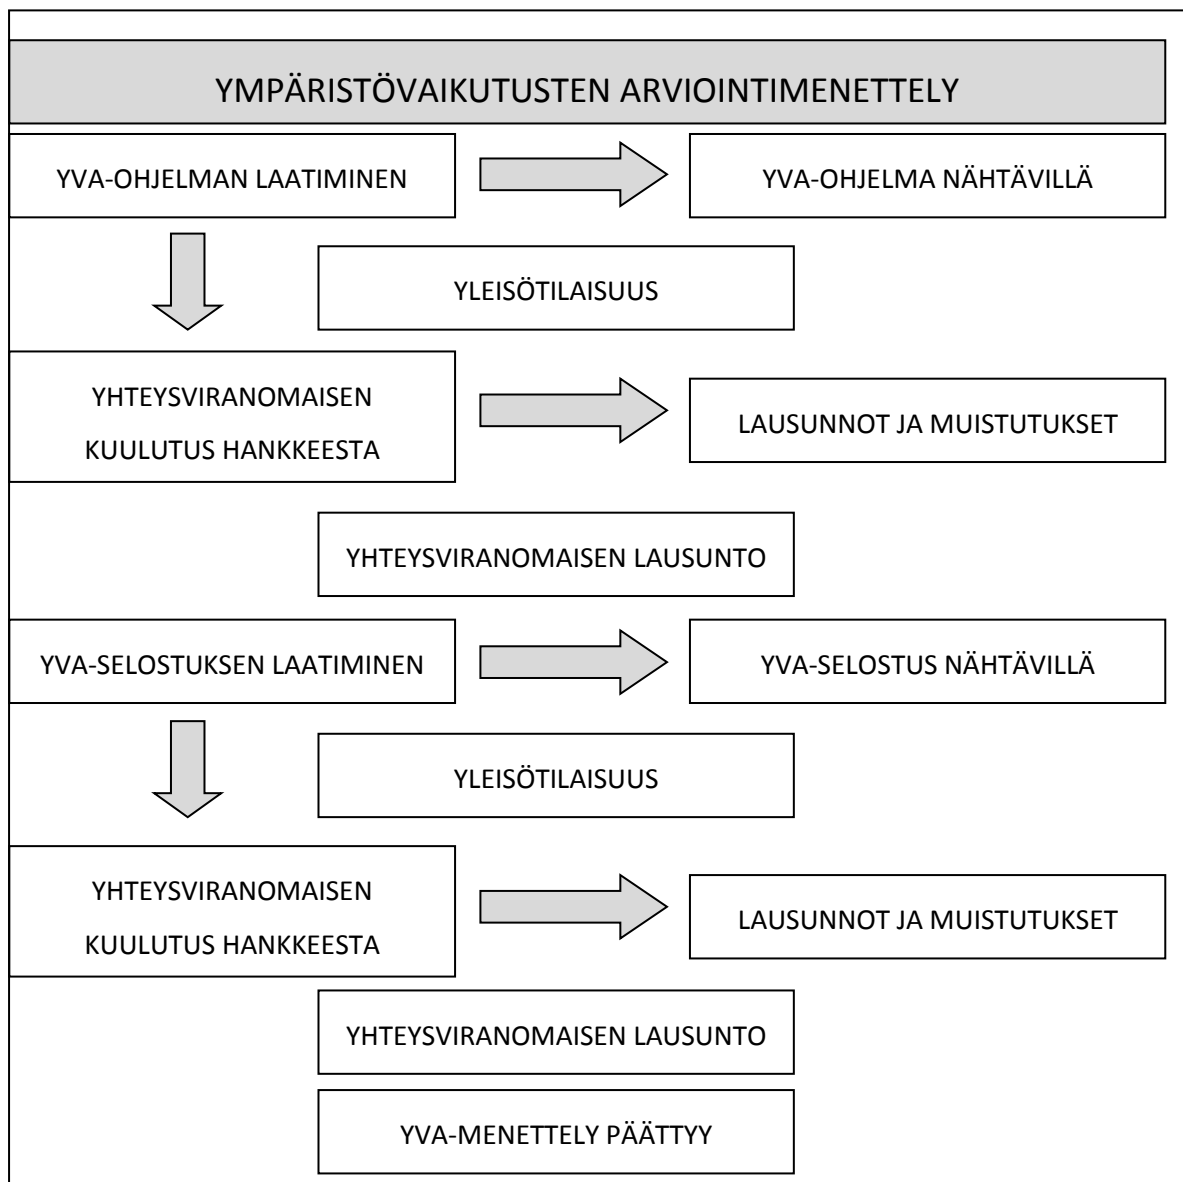 YMPÄRISTÖVAIKUTUSTEN ARVIOINTIMENETTELY
YVA-OHJELMAN LAATIMINEN
YVA-OHJELMA NÄHTÄVILLÄ
YLEISÖTILAISUUS
YHTEYSVIRANOMAISEN
KUULUTUS HANKKEESTA
LAUSUNNOT JA MUISTUTUKSET
YHTEYSVIRANOMAISEN LAUSUNTO
YVA-SELOSTUKSEN LAATIMINEN
YVA-SELOSTUS NÄHTÄVILLÄ
YLEISÖTILAISUUS
YHTEYSVIRANOMAISEN
KUULUTUS HANKKEESTA
LAUSUNNOT JA MUISTUTUKSET
YHTEYSVIRANOMAISEN LAUSUNTO
YVA-MENETTELY PÄÄTTYY